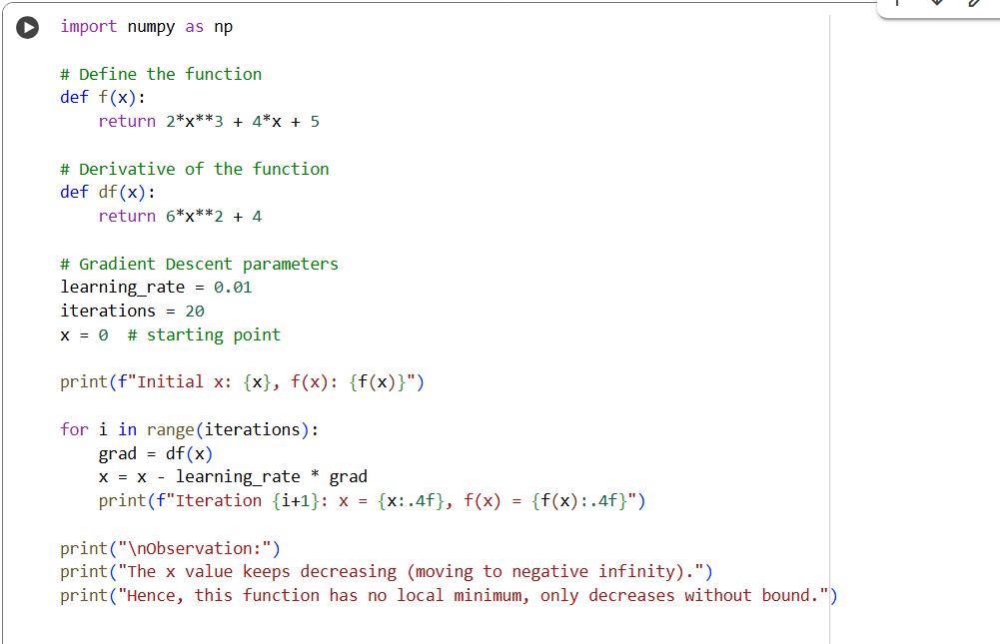 import numpy as np
# Define the function
def f(x):
    return 2*x**3 + 4*x + 5
# Derivative of the function
def df(x):
    return 6*x**2 + 4
# Gradient Descent parameters
learning_rate = 0.01
iterations = 20
x = 0  # starting point
print(f"Initial x: {x}, f(x): {f(x)}")
for i in range(iterations):
    grad = df(x)
    x = x - learning_rate * grad
    print(f"Iteration {i+1}: x = {x:.4f}, f(x) = {f(x):.4f}")
print("\nObservation:")
print("The x value keeps decreasing (moving to negative infinity).")
print("Hence, this function has no local minimum, only decreases without bound.")